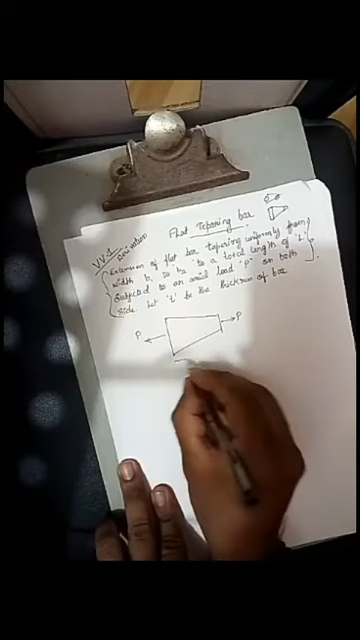 Flat Tapering bar
VV.I
Derivation
Extension of flat bar tapering uniformly from
width b₁ to b₂ to a total length of 'L'
subjected to an axial load "P" on both
side. Let 't' be the thickness of bar
P
P